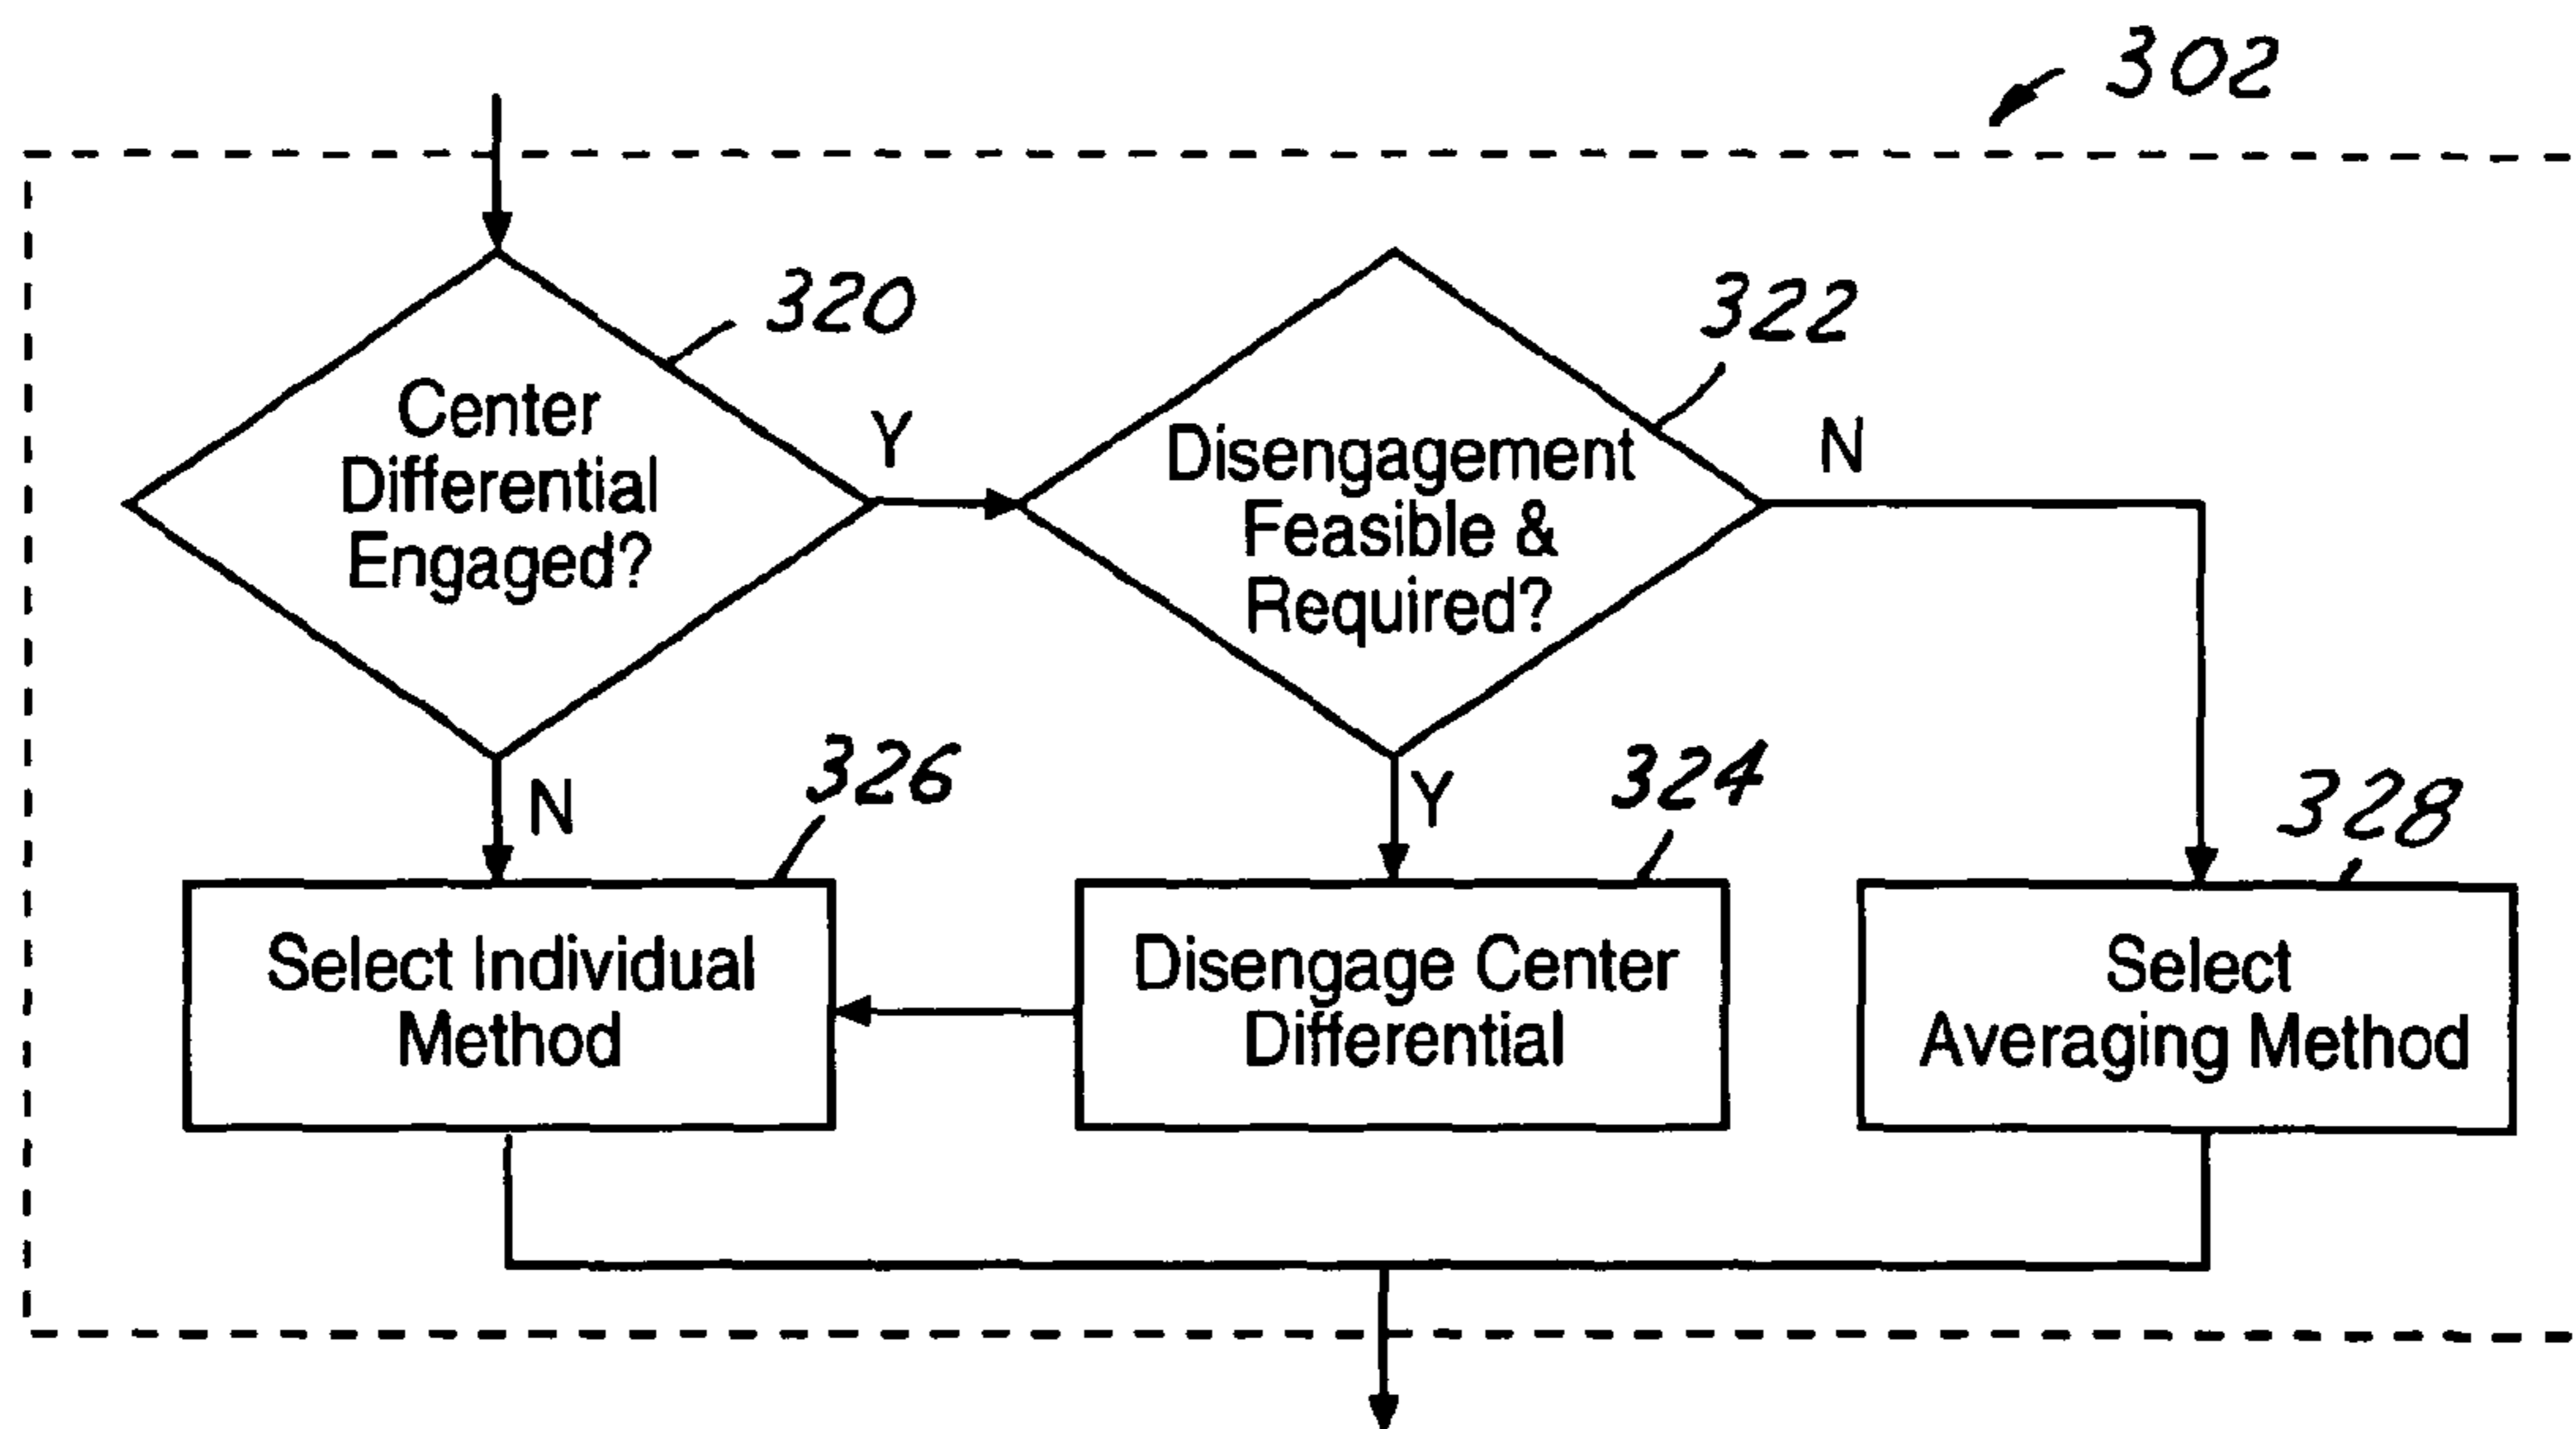 302
320
Center
Differential
Engaged?
Y
322
Disengagement
Feasible &
Required?
N
N
326
Y
324
328
Select Individual
Method
Disengage Center
Differential
Select
Averaging Method